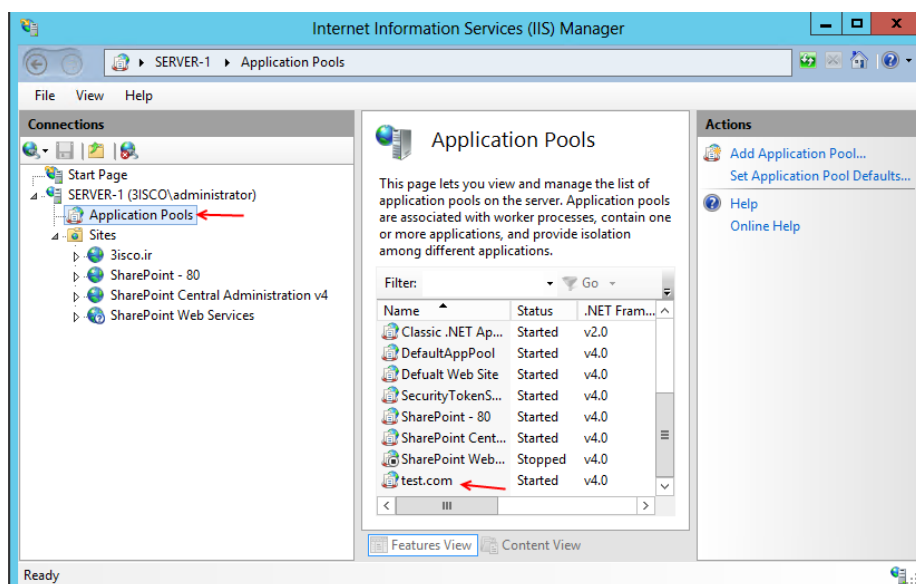 Internet Information Services (IIS) Manager
SERVER-1 Application Pools
File View Help
Connections
Start Page
SERVER-1 (3ISCO\administrator)
Application Pools
Sites
3isco.ir
SharePoint - 80
SharePoint Central Administration v4
SharePoint Web Services
Application Pools
This page lets you view and manage the list of
application pools on the server. Application pools
are associated with worker processes, contain one
or more applications, and provide isolation
among different applications.
Filter: Go
Name Status .NET Fram...
Classic .NET Ap... Started v2.0
DefaultAppPool Started v4.0
Defualt Web Site Started v4.0
SecurityTokenS... Started v4.0
SharePoint - 80 Started v4.0
SharePoint Cent... Started v4.0
SharePoint Web... Stopped v4.0
test.com Started v4.0
Features View Content View
Actions
Add Application Pool...
Set Application Pool Defaults...
Help
Online Help
Ready